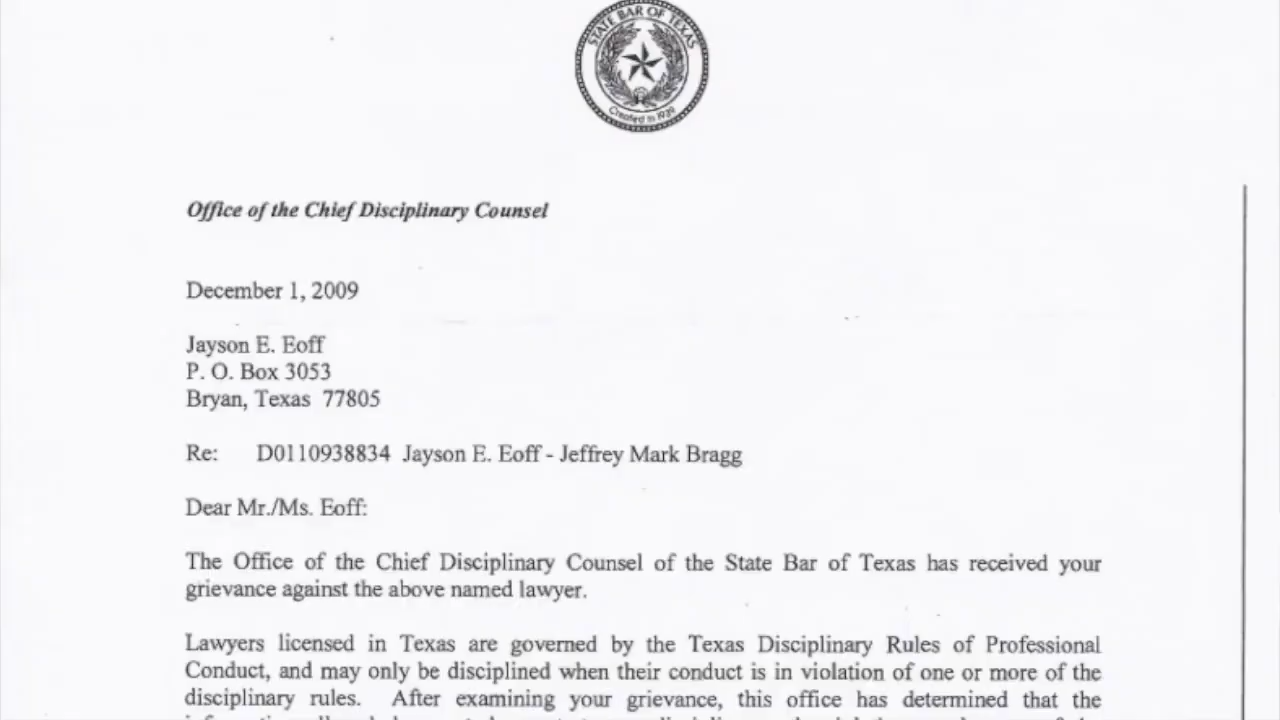 STATE BAR OF TEXAS
Created in 1939
Office of the Chief Disciplinary Counsel
December 1, 2009
Jayson E. Eoff
P. O. Box 3053
Bryan, Texas 77805
Re: D0110938834 Jayson E. Eoff - Jeffrey Mark Bragg
Dear Mr./Ms. Eoff:
The Office of the Chief Disciplinary Counsel of the State Bar of Texas has received your
grievance against the above named lawyer.
Lawyers licensed in Texas are governed by the Texas Disciplinary Rules of Professional
Conduct, and may only be disciplined when their conduct is in violation of one or more of the
disciplinary rules. After examining your grievance, this office has determined that the